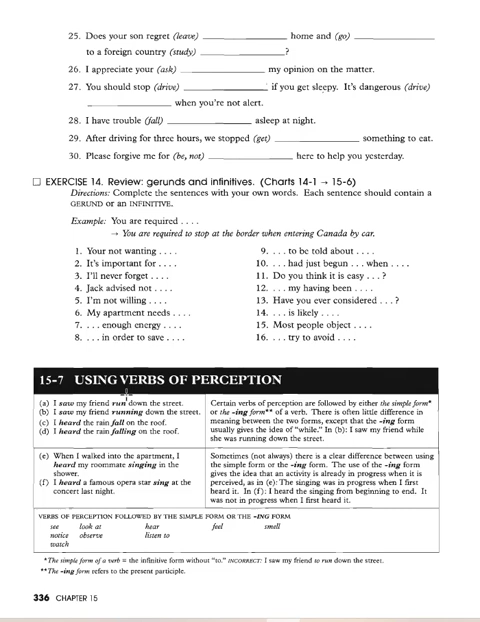 25. Does your son regret (leave) ____________ home and (go) ____________
to a foreign country (study) ____________?
26. I appreciate your (ask) ____________ my opinion on the matter.
27. You should stop (drive) ____________ if you get sleepy. It's dangerous (drive)
____________ when you're not alert.
28. I have trouble (fall) ____________ asleep at night.
29. After driving for three hours, we stopped (get) ____________ something to eat.
30. Please forgive me for (be, not) ____________ here to help you yesterday.
☐ EXERCISE 14. Review: gerunds and infinitives. (Charts 14-1 → 15-6)
Directions: Complete the sentences with your own words. Each sentence should contain a
GERUND or an INFINITIVE.
Example: You are required . . . .
→ You are required to stop at the border when entering Canada by car.
1. Your not wanting . . . .
2. It's important for . . . .
3. I'll never forget . . . .
4. Jack advised not . . . .
5. I'm not willing . . . .
6. My apartment needs . . . .
7. . . . enough energy . . . .
8. . . . in order to save . . . .
9. . . . to be told about . . . .
10. . . . had just begun . . . when . . . .
11. Do you think it is easy . . . ?
12. . . . my having been . . . .
13. Have you ever considered . . . ?
14. . . . is likely . . . .
15. Most people object . . . .
16. . . . try to avoid . . . .
15-7 USING VERBS OF PERCEPTION
(a) I saw my friend run down the street.
(b) I saw my friend running down the street.
(c) I heard the rain fall on the roof.
(d) I heard the rain falling on the roof.
Certain verbs of perception are followed by either the simple form*
or the -ing form** of a verb. There is often little difference in
meaning between the two forms, except that the -ing form
usually gives the idea of "while." In (b): I saw my friend while
she was running down the street.
(e) When I walked into the apartment, I
heard my roommate singing in the
shower.
(f) I heard a famous opera star sing at the
concert last night.
Sometimes (not always) there is a clear difference between using
the simple form or the -ing form. The use of the -ing form
gives the idea that an activity is already in progress when it is
perceived, as in (e): The singing was in progress when I first
heard it. In (f): I heard the singing from beginning to end. It
was not in progress when I first heard it.
VERBS OF PERCEPTION FOLLOWED BY THE SIMPLE FORM OR THE -ING FORM
see look at hear feel smell
notice observe listen to
watch
*The simple form of a verb = the infinitive form without "to." INCORRECT: I saw my friend to run down the street.
**The -ing form refers to the present participle.
336 CHAPTER 15